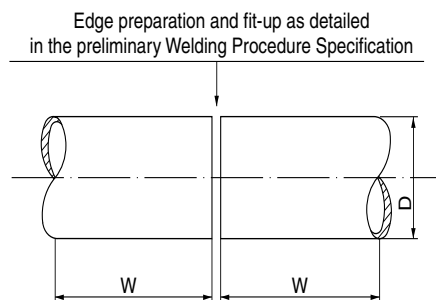 Edge preparation and fit-up as detailed
in the preliminary Welding Procedure Specification
D
W
W